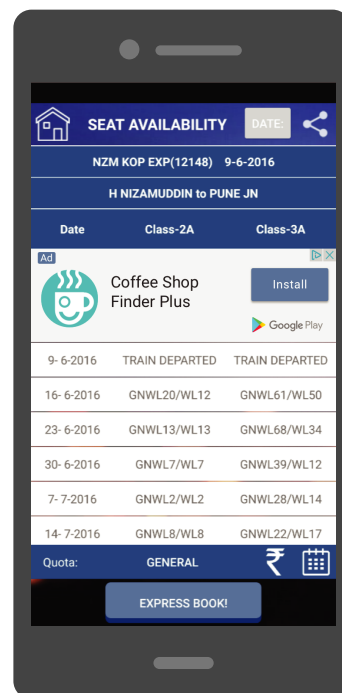 SEAT AVAILABILITY DATE:
NZM KOP EXP(12148) 9-6-2016
H NIZAMUDDIN to PUNE JN
Date Class-2A Class-3A
Ad
Coffee Shop
Finder Plus
Install
Google Play
9- 6-2016 TRAIN DEPARTED TRAIN DEPARTED
16- 6-2016 GNWL20/WL12 GNWL61/WL50
23- 6-2016 GNWL13/WL13 GNWL68/WL34
30- 6-2016 GNWL7/WL7 GNWL39/WL12
7- 7-2016 GNWL2/WL2 GNWL28/WL14
14- 7-2016 GNWL8/WL8 GNWL22/WL17
Quota: GENERAL ₹
EXPRESS BOOK!